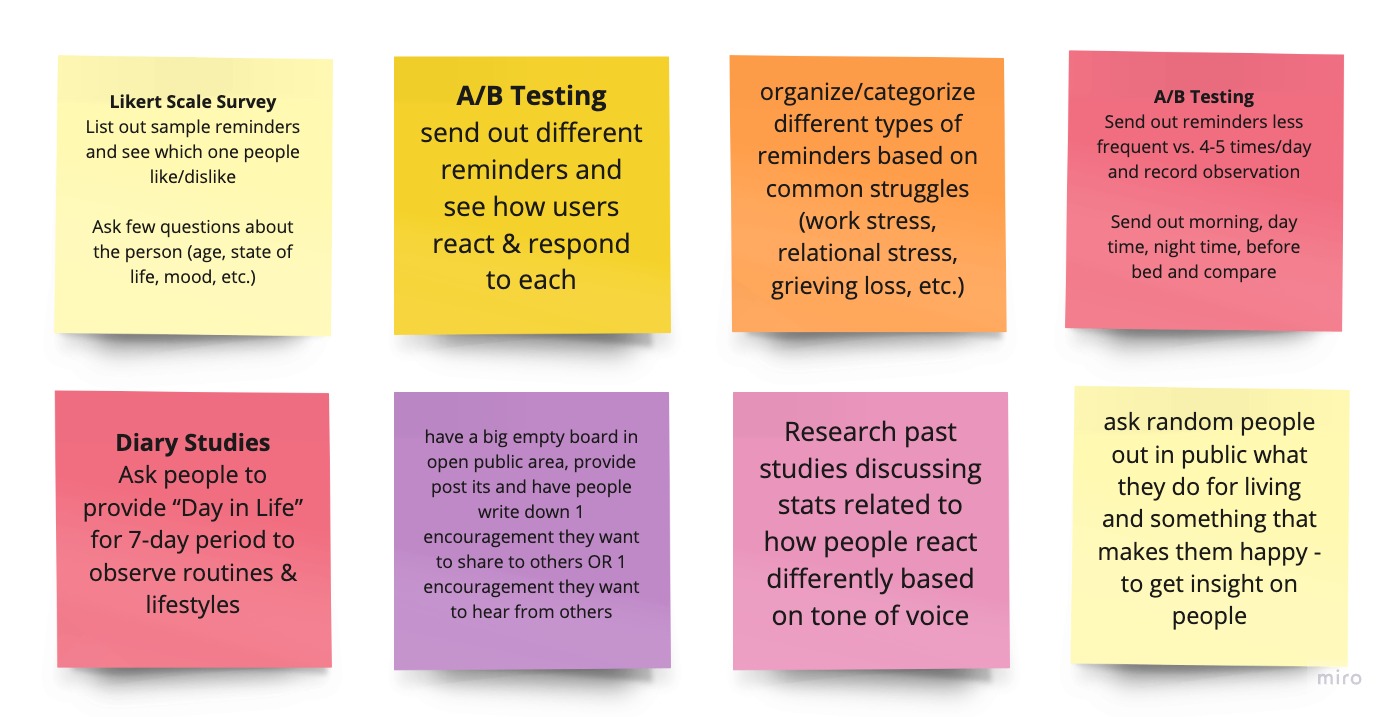 Likert Scale Survey
List out sample reminders
and see which one people
like/dislike
Ask few questions about
the person (age, state of
life, mood, etc.)
A/B Testing
send out different
reminders and
see how users
react & respond
to each
organize/categorize
different types of
reminders based on
common struggles
(work stress,
relational stress,
grieving loss, etc.)
A/B Testing
Send out reminders less
frequent vs. 4-5 times/day
and record observation
Send out morning, day
time, night time, before
bed and compare
Diary Studies
Ask people to
provide “Day in Life”
for 7-day period to
observe routines &
lifestyles
have a big empty board in
open public area, provide
post its and have people
write down 1
encouragement they want
to share to others OR 1
encouragement they want
to hear from others
Research past
studies discussing
stats related to
how people react
differently based
on tone of voice
ask random people
out in public what
they do for living
and something that
makes them happy -
to get insight on
people
miro